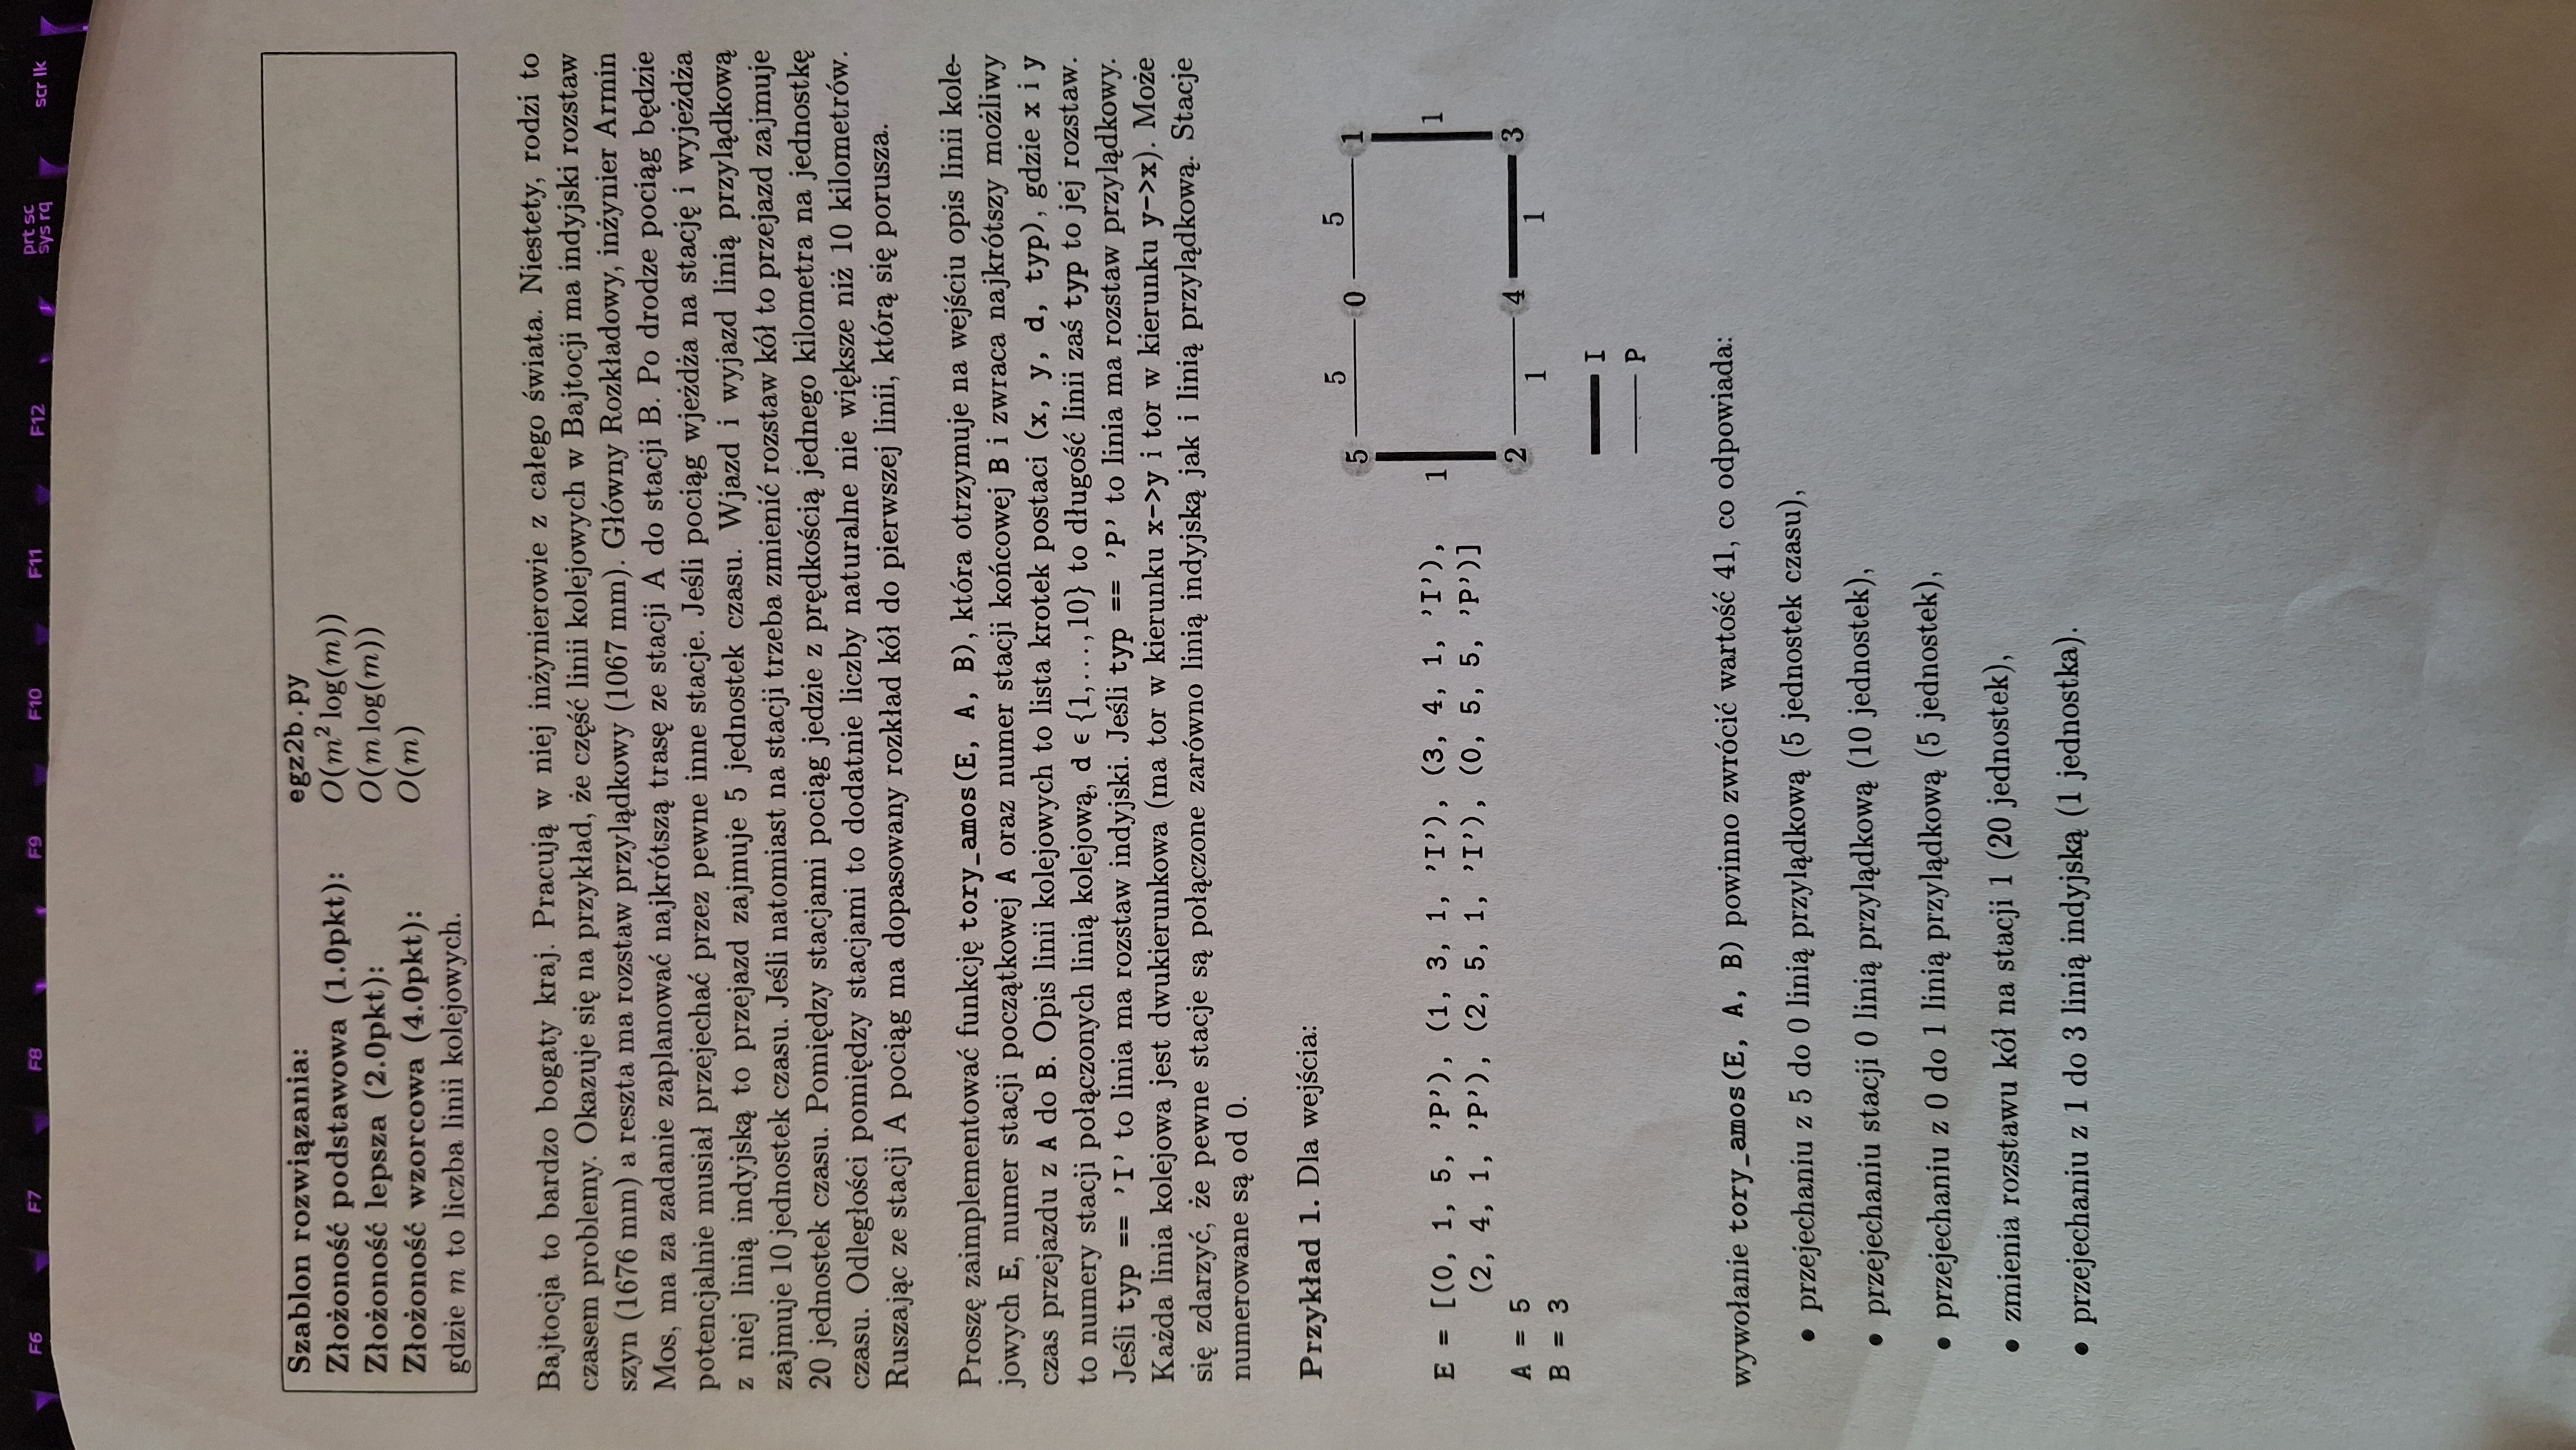 F6 F7 F8 F9 F10 F11 F12 prt sc sys rq scr lk
Szablon rozwiązania: egz2b.py
Złożoność podstawowa (1.0pkt): O(m² log(m))
Złożoność lepsza (2.0pkt): O(m log(m))
Złożoność wzorcowa (4.0pkt): O(m)
gdzie m to liczba linii kolejowych.
Bajtocja to bardzo bogaty kraj. Pracują w niej inżynierowie z całego świata. Niestety, rodzi to
czasem problemy. Okazuje się na przykład, że część linii kolejowych w Bajtocji ma indyjski rozstaw
szyn (1676 mm) a reszta ma rozstaw przylądkowy (1067 mm). Główny Rozkładowy, inżynier Armin
Mos, ma za zadanie zaplanować najkrótszą trasę ze stacji A do stacji B. Po drodze pociąg będzie
potencjalnie musiał przejechać przez pewne inne stacje. Jeśli pociąg wjeżdża na stację i wyjeżdża
z niej linią indyjską to przejazd zajmuje 5 jednostek czasu. Wjazd i wyjazd linią przylądkową
zajmuje 10 jednostek czasu. Jeśli natomiast na stacji trzeba zmienić rozstaw kół to przejazd zajmuje
20 jednostek czasu. Pomiędzy stacjami pociąg jedzie z prędkością jednego kilometra na jednostkę
czasu. Odległości pomiędzy stacjami to dodatnie liczby naturalne nie większe niż 10 kilometrów.
Ruszając ze stacji A pociąg ma dopasowany rozkład kół do pierwszej linii, którą się porusza.
Proszę zaimplementować funkcję tory_amos(E, A, B), która otrzymuje na wejściu opis linii kole-
jowych E, numer stacji początkowej A oraz numer stacji końcowej B i zwraca najkrótszy możliwy
czas przejazdu z A do B. Opis linii kolejowych to lista krotek postaci (x, y, d, typ), gdzie x i y
to numery stacji połączonych linią kolejową, d ∈ {1,...,10} to długość linii zaś typ to jej rozstaw.
Jeśli typ == 'I' to linia ma rozstaw indyjski. Jeśli typ == 'P' to linia ma rozstaw przylądkowy.
Każda linia kolejowa jest dwukierunkowa (ma tor w kierunku x->y i tor w kierunku y->x). Może
się zdarzyć, że pewne stacje są połączone zarówno linią indyjską jak i linią przylądkową. Stacje
numerowane są od 0.
Przykład 1. Dla wejścia:
E = [(0, 1, 5, 'P'), (1, 3, 1, 'I'), (3, 4, 1, 'I'),
(2, 4, 1, 'P'), (2, 5, 1, 'I'), (0, 5, 5, 'P')]
A = 5
B = 3
5 5
5 0 1
1 1
2 4 3
1 1
I
P
wywołanie tory_amos(E, A, B) powinno zwrócić wartość 41, co odpowiada:
• przejechaniu z 5 do 0 linią przylądkową (5 jednostek czasu),
• przejechaniu stacji 0 linią przylądkową (10 jednostek),
• przejechaniu z 0 do 1 linią przylądkową (5 jednostek),
• zmienia rozstawu kół na stacji 1 (20 jednostek),
• przejechaniu z 1 do 3 linią indyjską (1 jednostka).